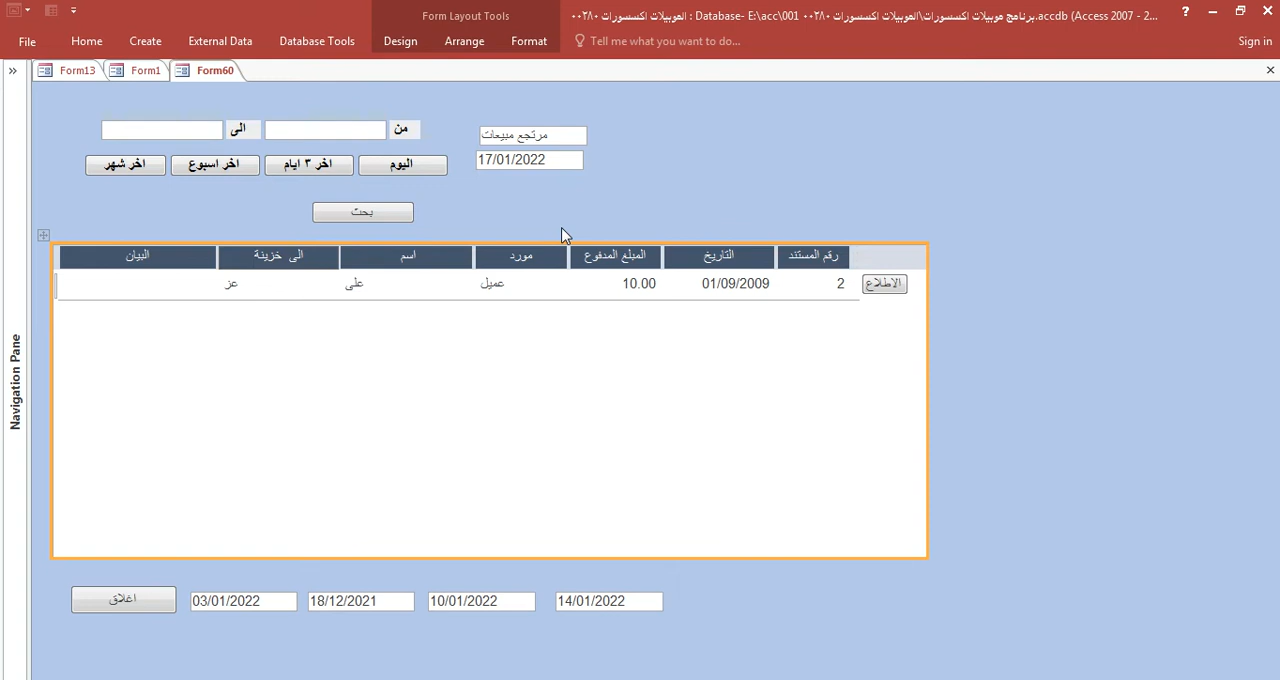 Form Layout Tools
برنامج موبيلات اكسسورات ٠٠٣٨٠ : Database- E:\acc\001 ٠٠٣٨٠ الموبيلات اكسسورات\الموبيلات اكسسورات.accdb (Access 2007 - 2...
?
File Home Create External Data Database Tools Design Arrange Format Tell me what you want to do... Sign in
Form13 Form1 Form60
Navigation Pane
من الى
مرتجع مبيعات
17/01/2022
اليوم اخر ٣ ايام اخر اسبوع اخر شهر
بحث
رقم المستند التاريخ المبلغ المدفوع مورد اسم الى خزينة البيان
الاطلاع 2 01/09/2009 10.00 عميل على عز
اغلاق 03/01/2022 18/12/2021 10/01/2022 14/01/2022